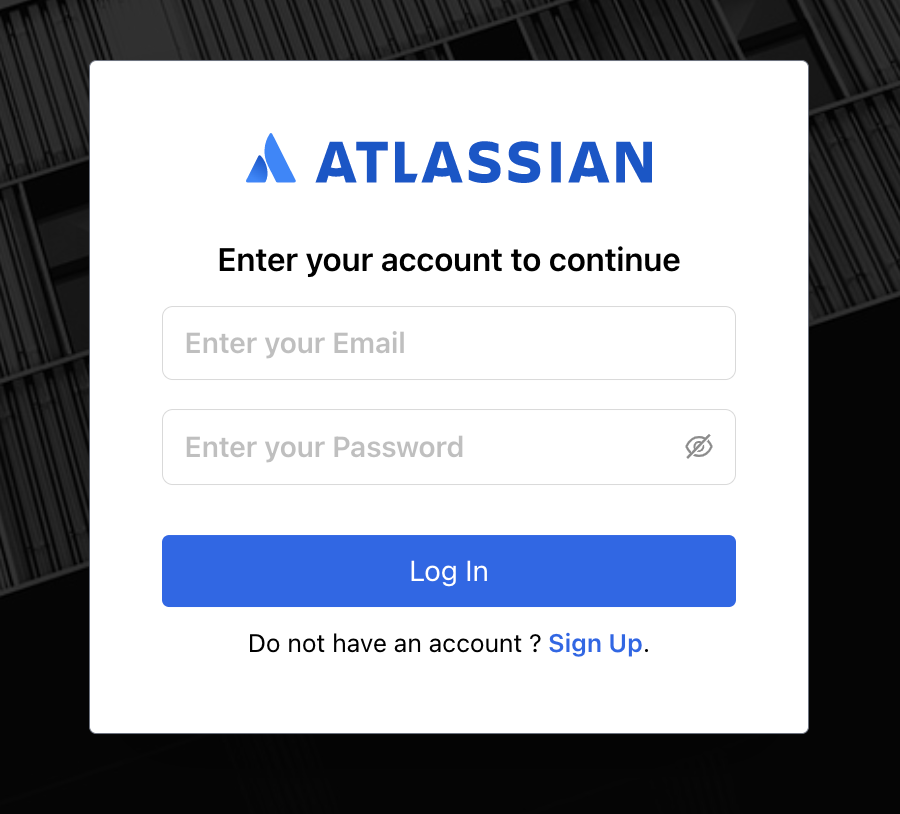 ATLASSIAN
Enter your account to continue
Enter your Email
Enter your Password
Log In
Do not have an account ? Sign Up.